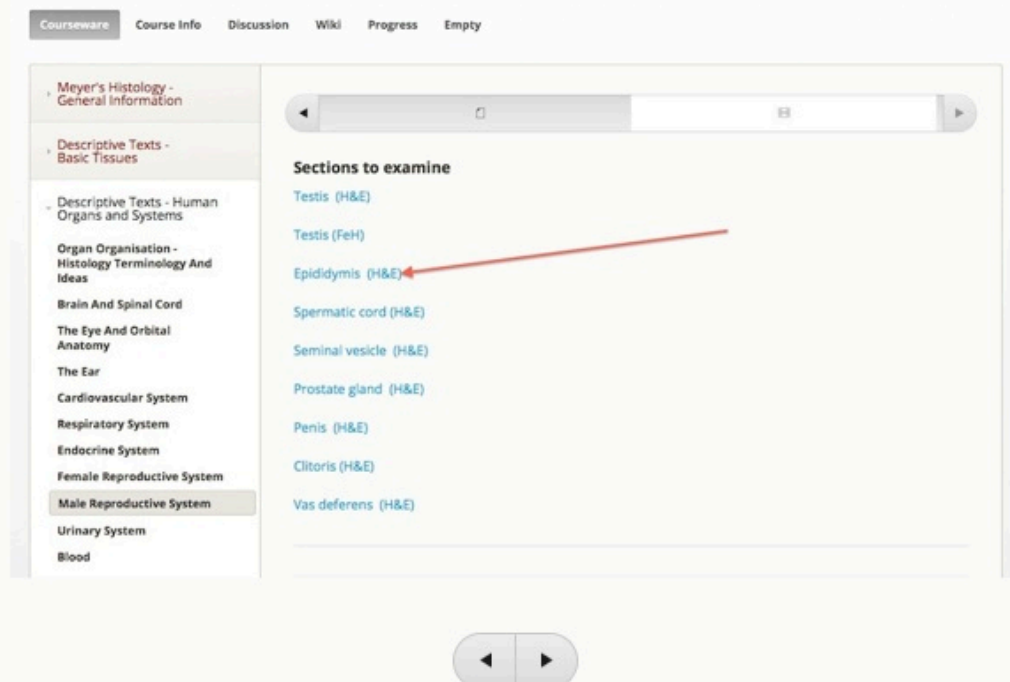 Courseware Course Info Discussion Wiki Progress Empty
Meyer's Histology -
General Information
Descriptive Texts -
Basic Tissues
Descriptive Texts - Human
Organs and Systems
Organ Organisation -
Histology Terminology And
Ideas
Brain And Spinal Cord
The Eye And Orbital
Anatomy
The Ear
Cardiovascular System
Respiratory System
Endocrine System
Female Reproductive System
Male Reproductive System
Urinary System
Blood
Sections to examine
Testis (H&E)
Testis (FeH)
Epididymis (H&E)
Spermatic cord (H&E)
Seminal vesicle (H&E)
Prostate gland (H&E)
Penis (H&E)
Clitoris (H&E)
Vas deferens (H&E)